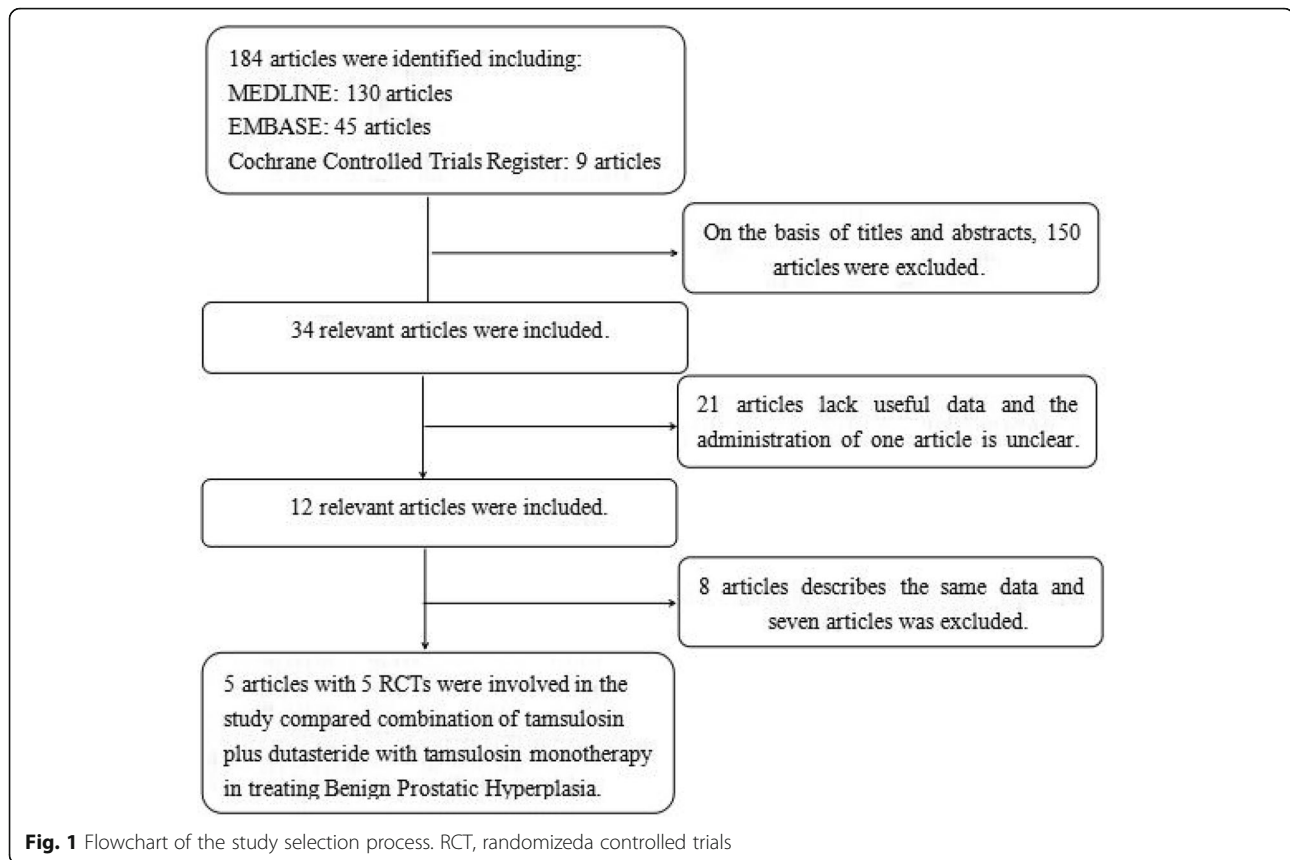 184 articles were identified including:
MEDLINE: 130 articles
EMBASE: 45 articles
Cochrane Controlled Trials Register: 9 articles
On the basis of titles and abstracts, 150
articles were excluded.
34 relevant articles were included.
21 articles lack useful data and the
administration of one article is unclear.
12 relevant articles were included.
8 articles describes the same data and
seven articles was excluded.
5 articles with 5 RCTs were involved in the
study compared combination of tamsulosin
plus dutasteride with tamsulosin monotherapy
in treating Benign Prostatic Hyperplasia.
Fig. 1 Flowchart of the study selection process. RCT, randomizeda controlled trials